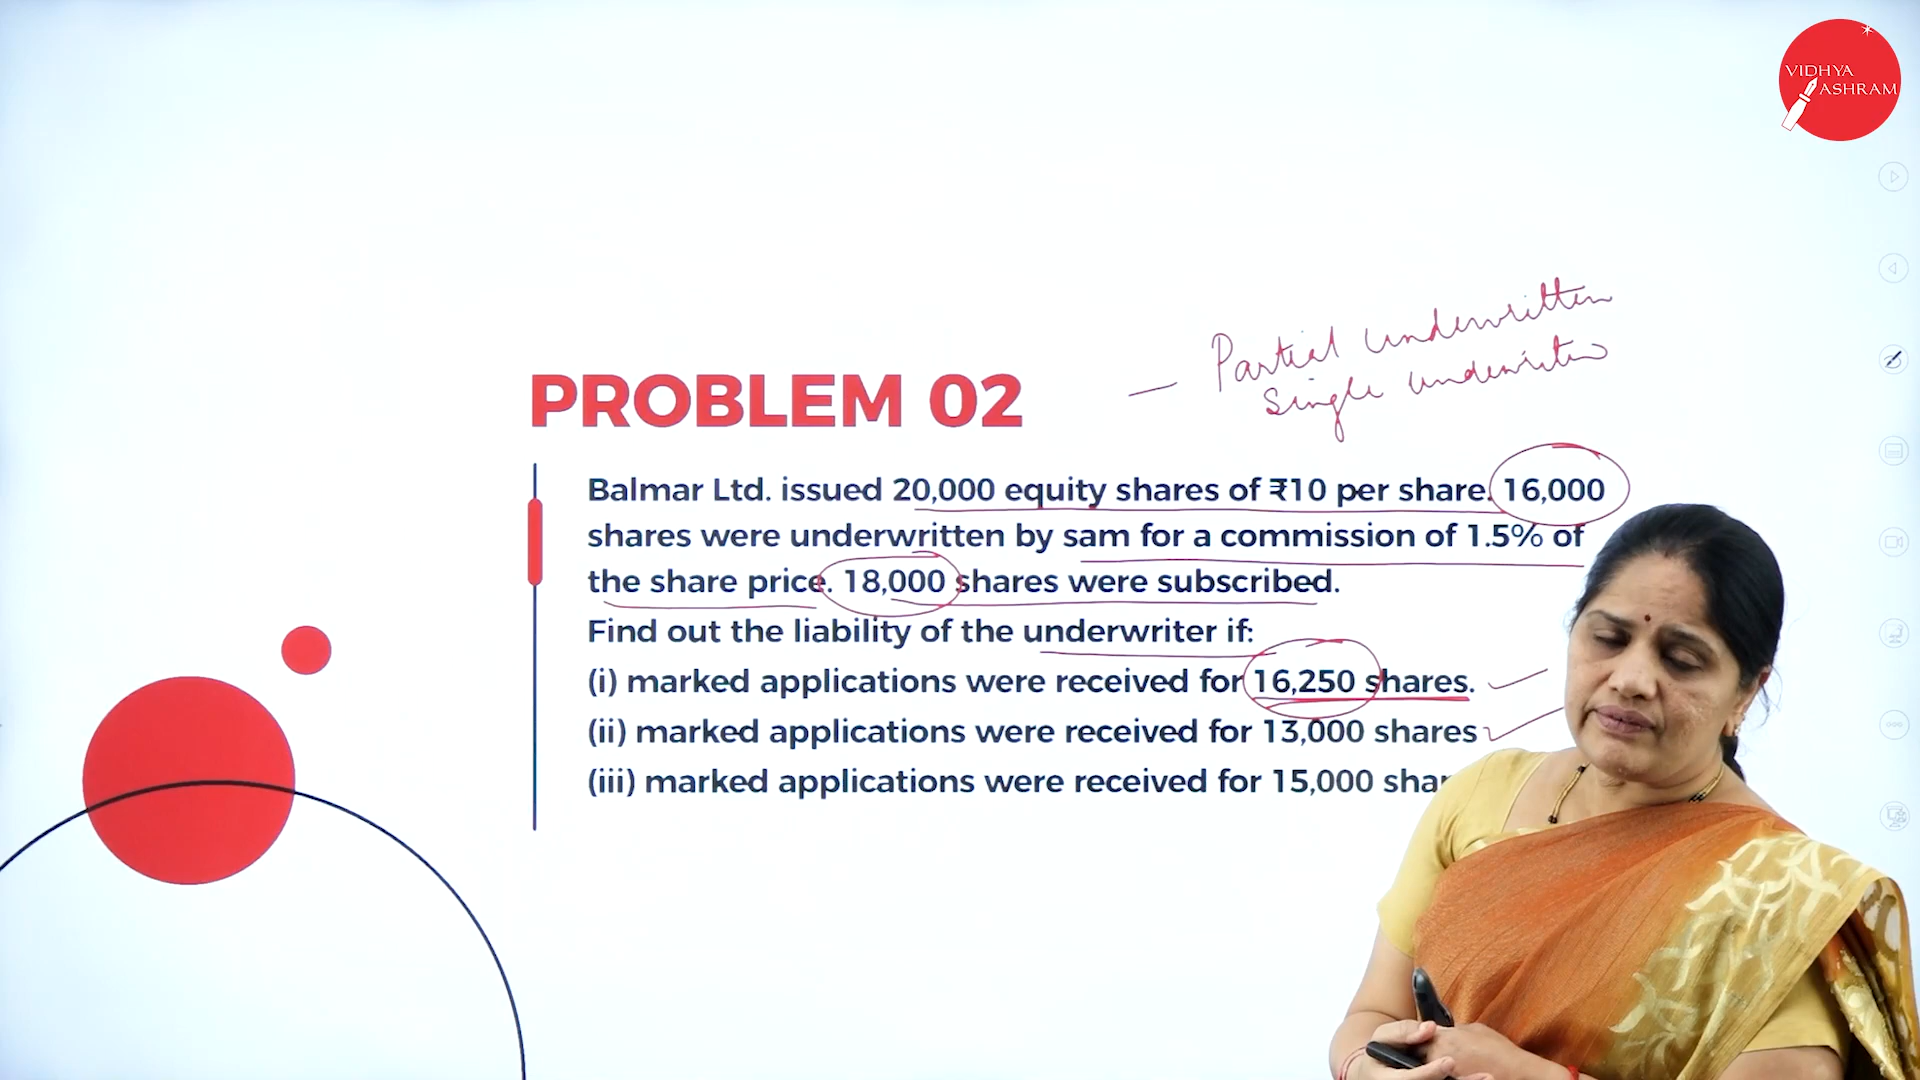 VIDHYA
ASHRAM
Partial underwritten
Single underwriter
PROBLEM 02
Balmar Ltd. issued 20,000 equity shares of ₹10 per share. 16,000
shares were underwritten by sam for a commission of 1.5% of
the share price. 18,000 shares were subscribed.
Find out the liability of the underwriter if:
(i) marked applications were received for 16,250 shares.
(ii) marked applications were received for 13,000 shares
(iii) marked applications were received for 15,000